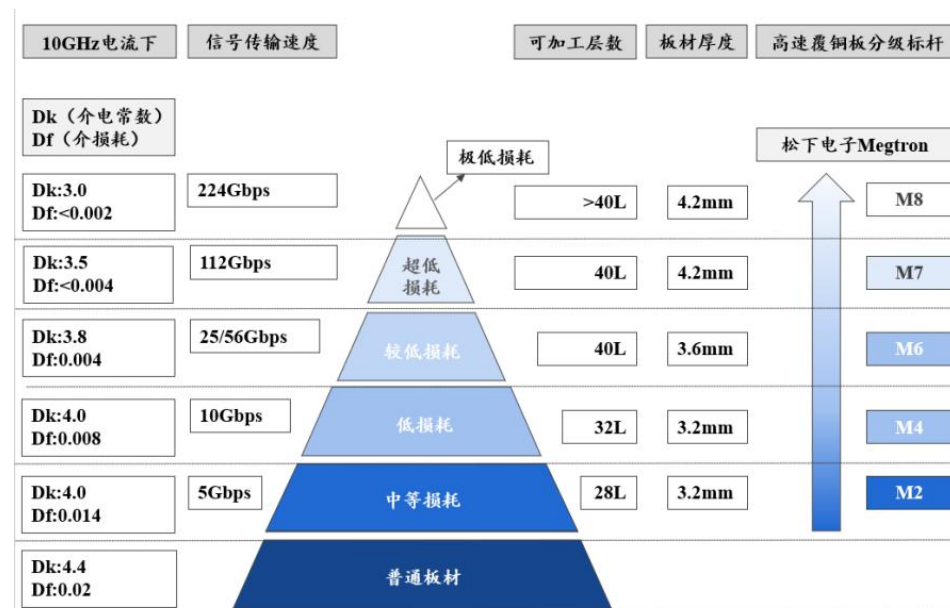 10GHz电流下
信号传输速度
可加工层数
板材厚度
高速覆铜板分级标杆
Dk（介电常数）
Df（介损耗）
松下电子Megtron
极低损耗
Dk:3.0
Df:<0.002
224Gbps
>40L
4.2mm
M8
Dk:3.5
Df:<0.004
112Gbps
超低
损耗
40L
4.2mm
M7
Dk:3.8
Df:0.004
25/56Gbps
较低损耗
40L
3.6mm
M6
Dk:4.0
Df:0.008
10Gbps
低损耗
32L
3.2mm
M4
Dk:4.0
Df:0.014
5Gbps
中等损耗
28L
3.2mm
M2
Dk:4.4
Df:0.02
普通板材